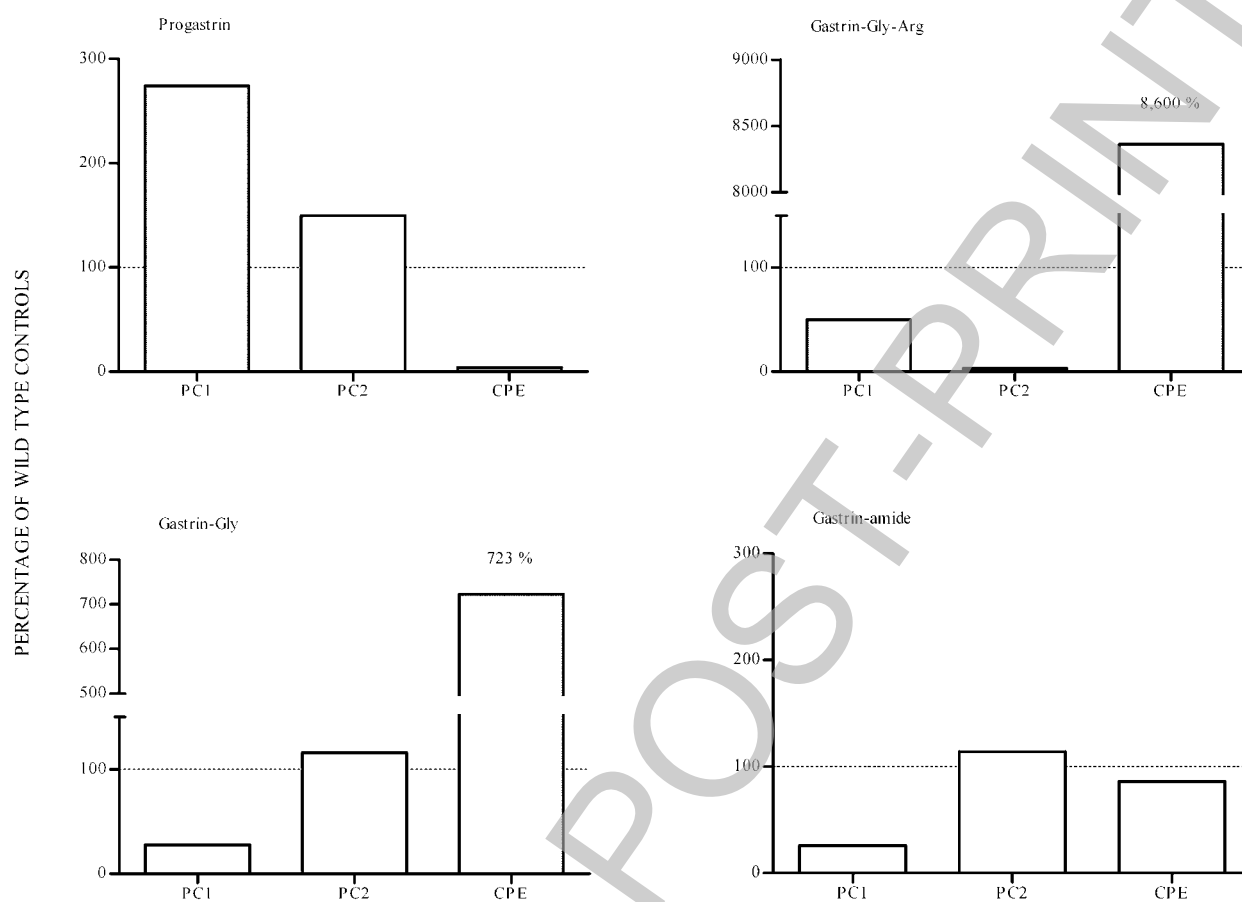 PERCENTAGE OF WILD TYPE CONTROLS
Progastrin
300
200
100
0
PC1 PC2 CPE
Gastrin-Gly-Arg
9000
8,600 %
8500
8000
100
0
PC1 PC2 CPE
Gastrin-Gly
800
723 %
700
600
500
100
0
PC1 PC2 CPE
Gastrin-amide
300
200
100
0
PC1 PC2 CPE
POST-PRINT